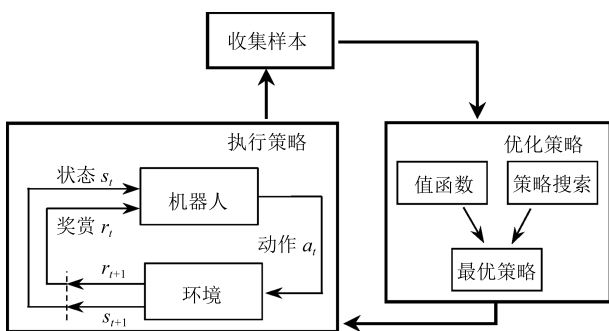 收集样本
执行策略
状态 s_t
机器人
奖赏 r_t
动作 a_t
r_{t+1}
环境
s_{t+1}
优化策略
值函数
策略搜索
最优策略